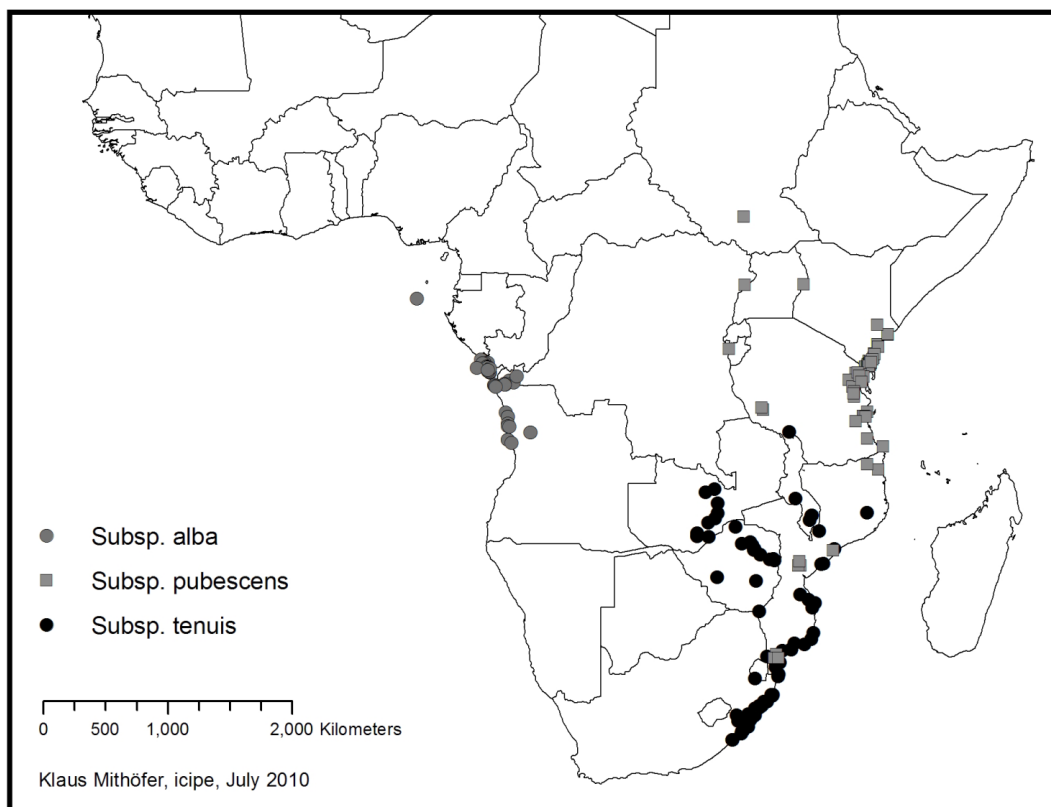 Subsp. alba
Subsp. pubescens
Subsp. tenuis
0 500 1,000 2,000 Kilometers
Klaus Mithöfer, icipe, July 2010